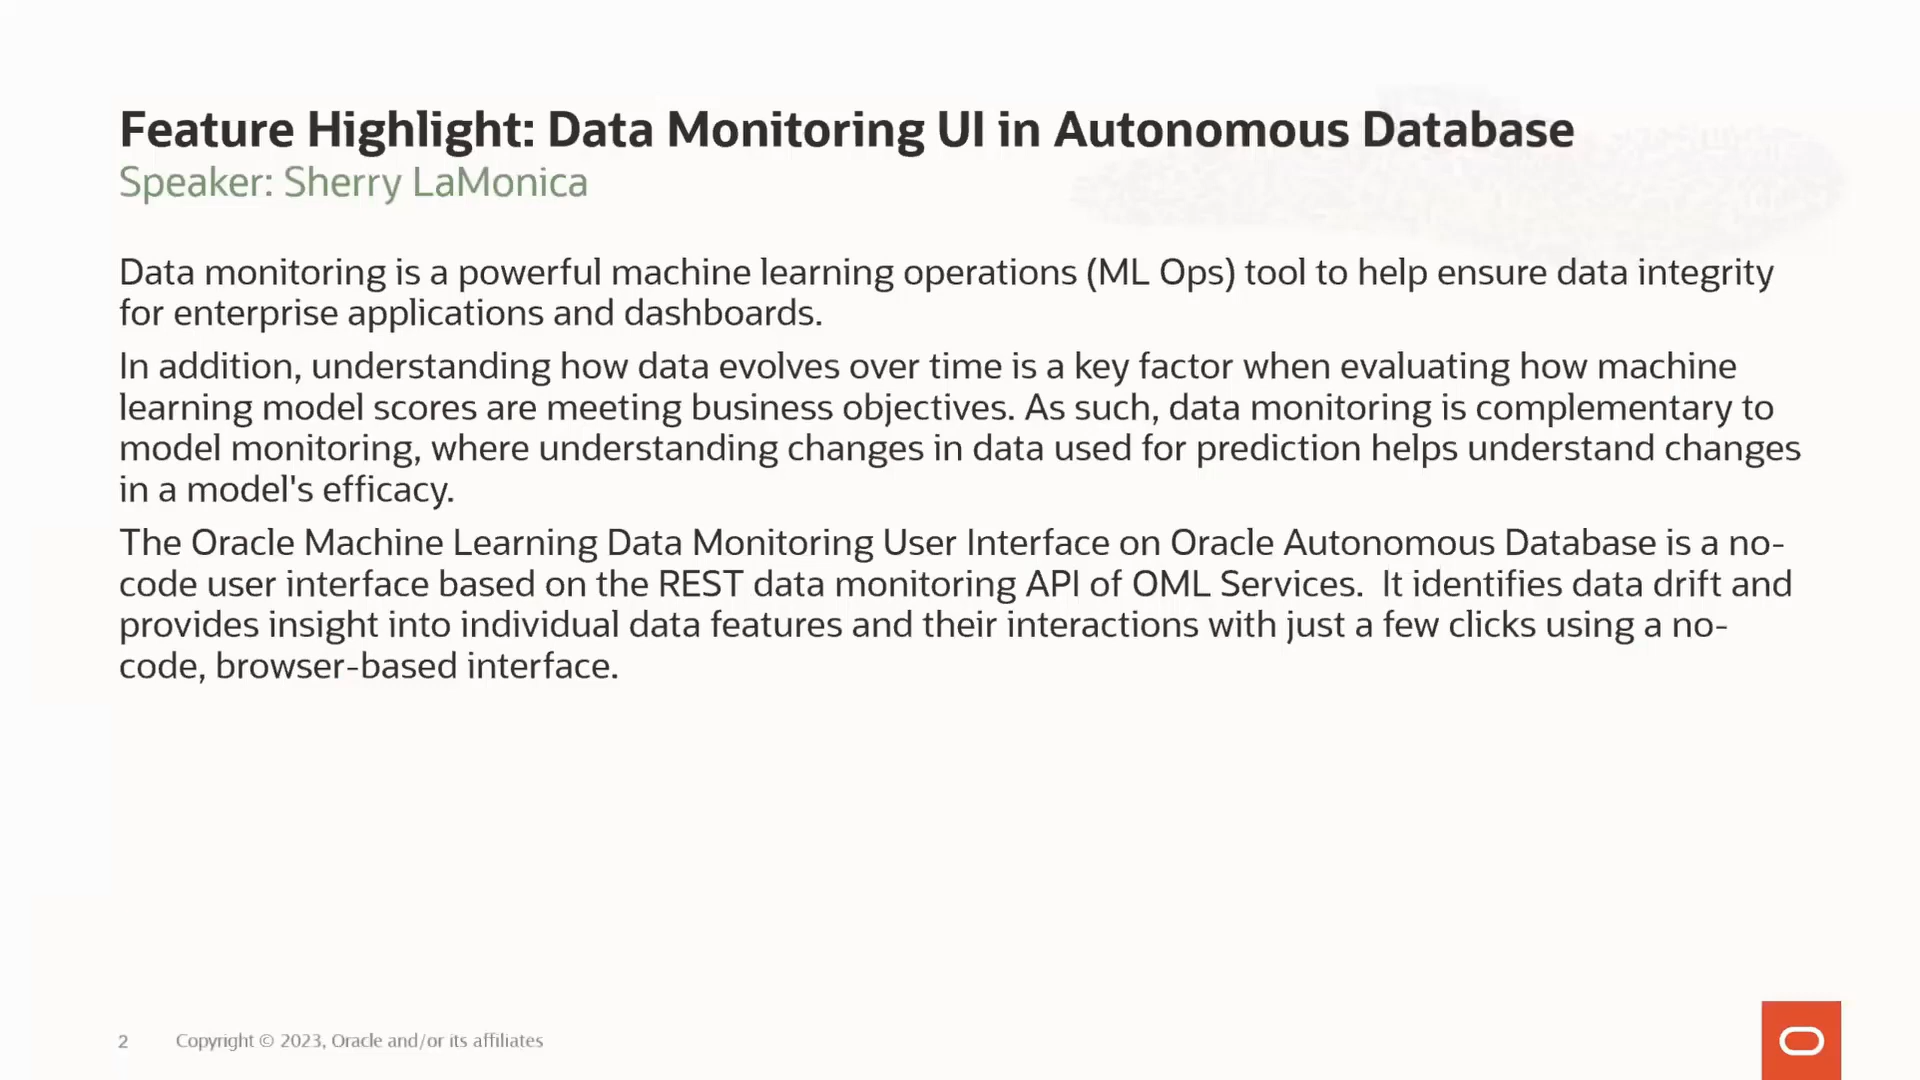 Feature Highlight: Data Monitoring UI in Autonomous Database
Speaker: Sherry LaMonica
Data monitoring is a powerful machine learning operations (ML Ops) tool to help ensure data integrity
for enterprise applications and dashboards.
In addition, understanding how data evolves over time is a key factor when evaluating how machine
learning model scores are meeting business objectives. As such, data monitoring is complementary to
model monitoring, where understanding changes in data used for prediction helps understand changes
in a model's efficacy.
The Oracle Machine Learning Data Monitoring User Interface on Oracle Autonomous Database is a no-
code user interface based on the REST data monitoring API of OML Services.  It identifies data drift and
provides insight into individual data features and their interactions with just a few clicks using a no-
code, browser-based interface.
2 Copyright © 2023, Oracle and/or its affiliates